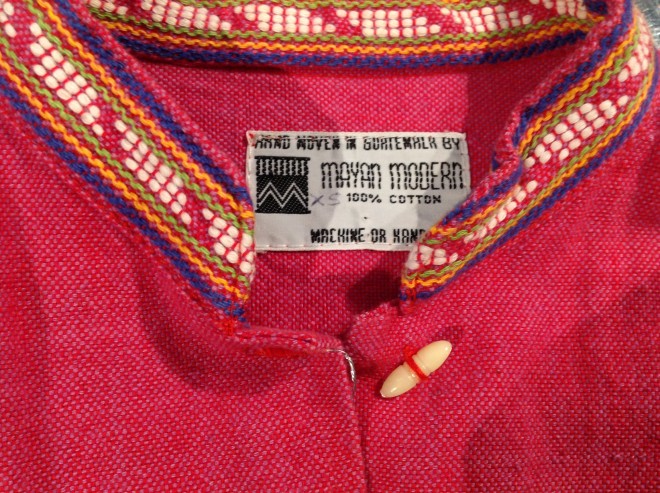 HAND WOVEN IN GUATEMALA BY
MAYAN MODERN
XS 100% COTTON
MACHINE OR HAND